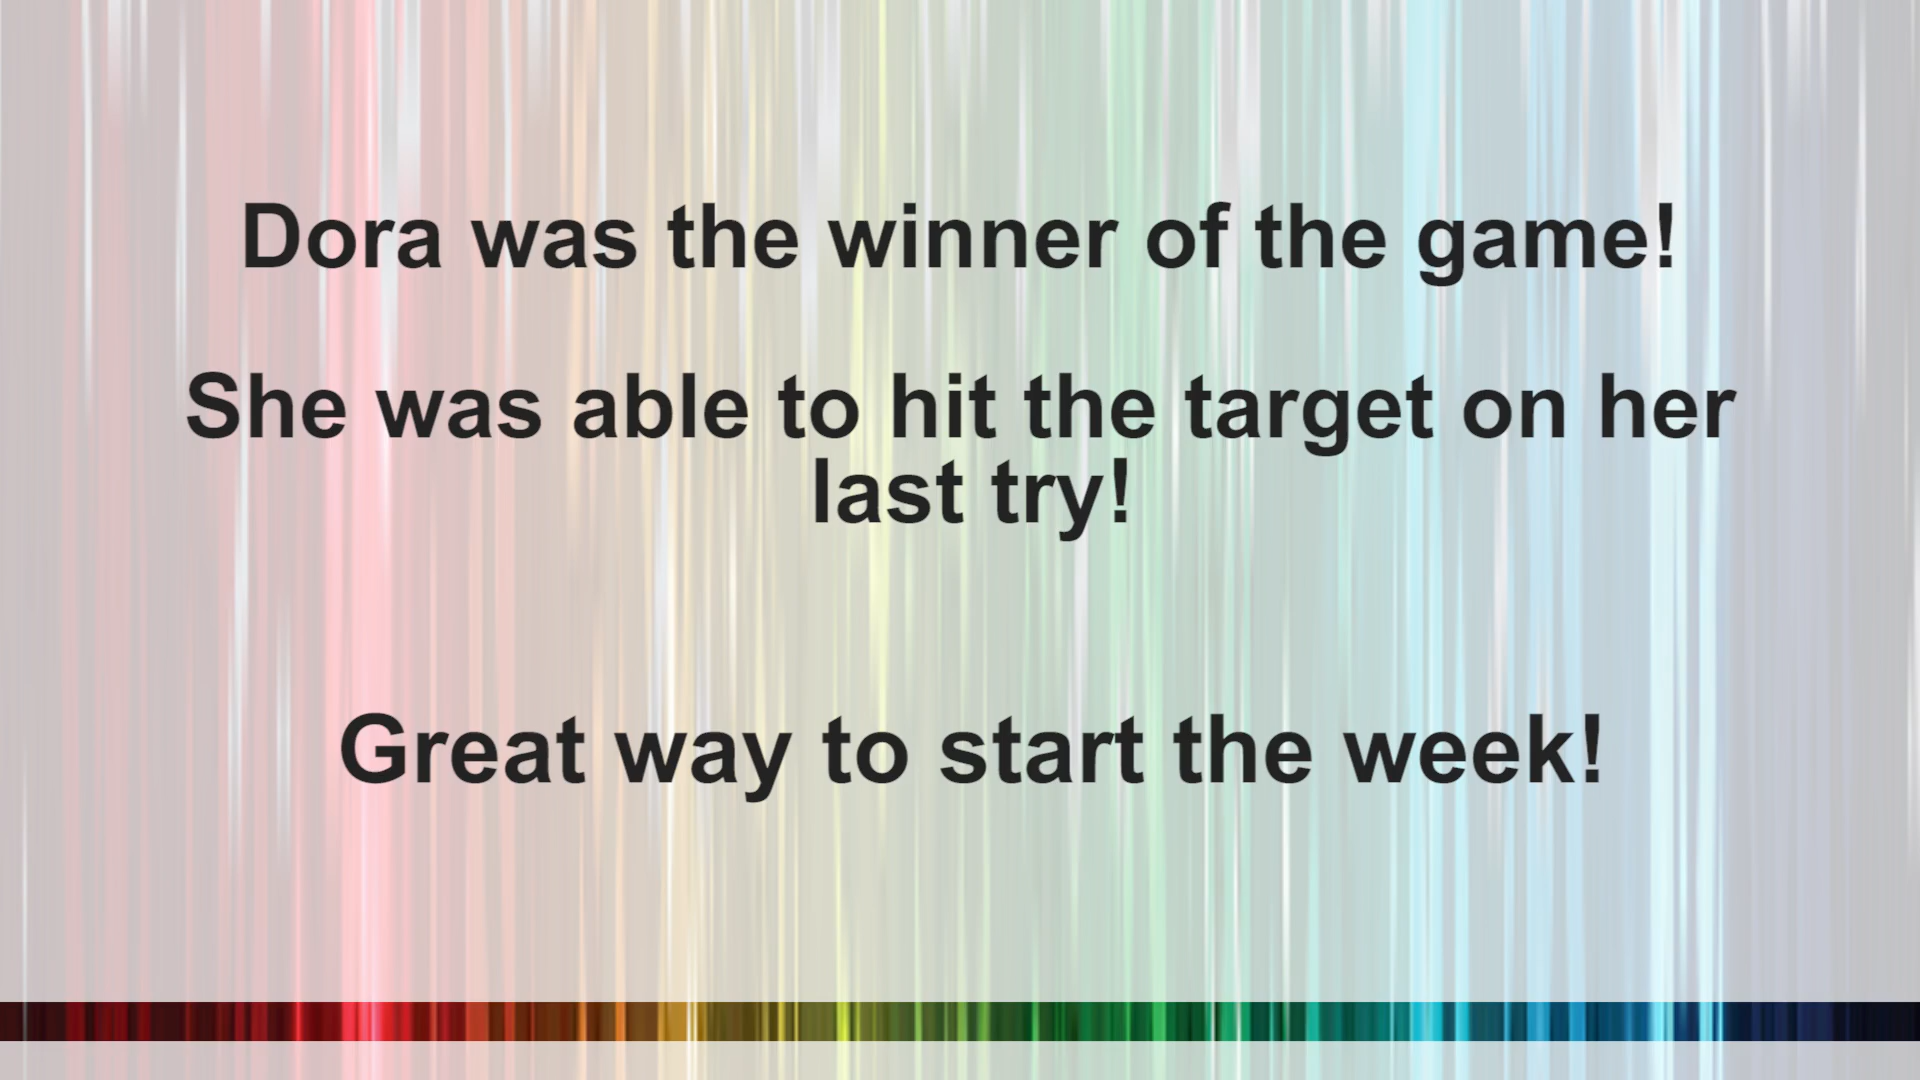 Dora was the winner of the game!
She was able to hit the target on her
last try!
Great way to start the week!